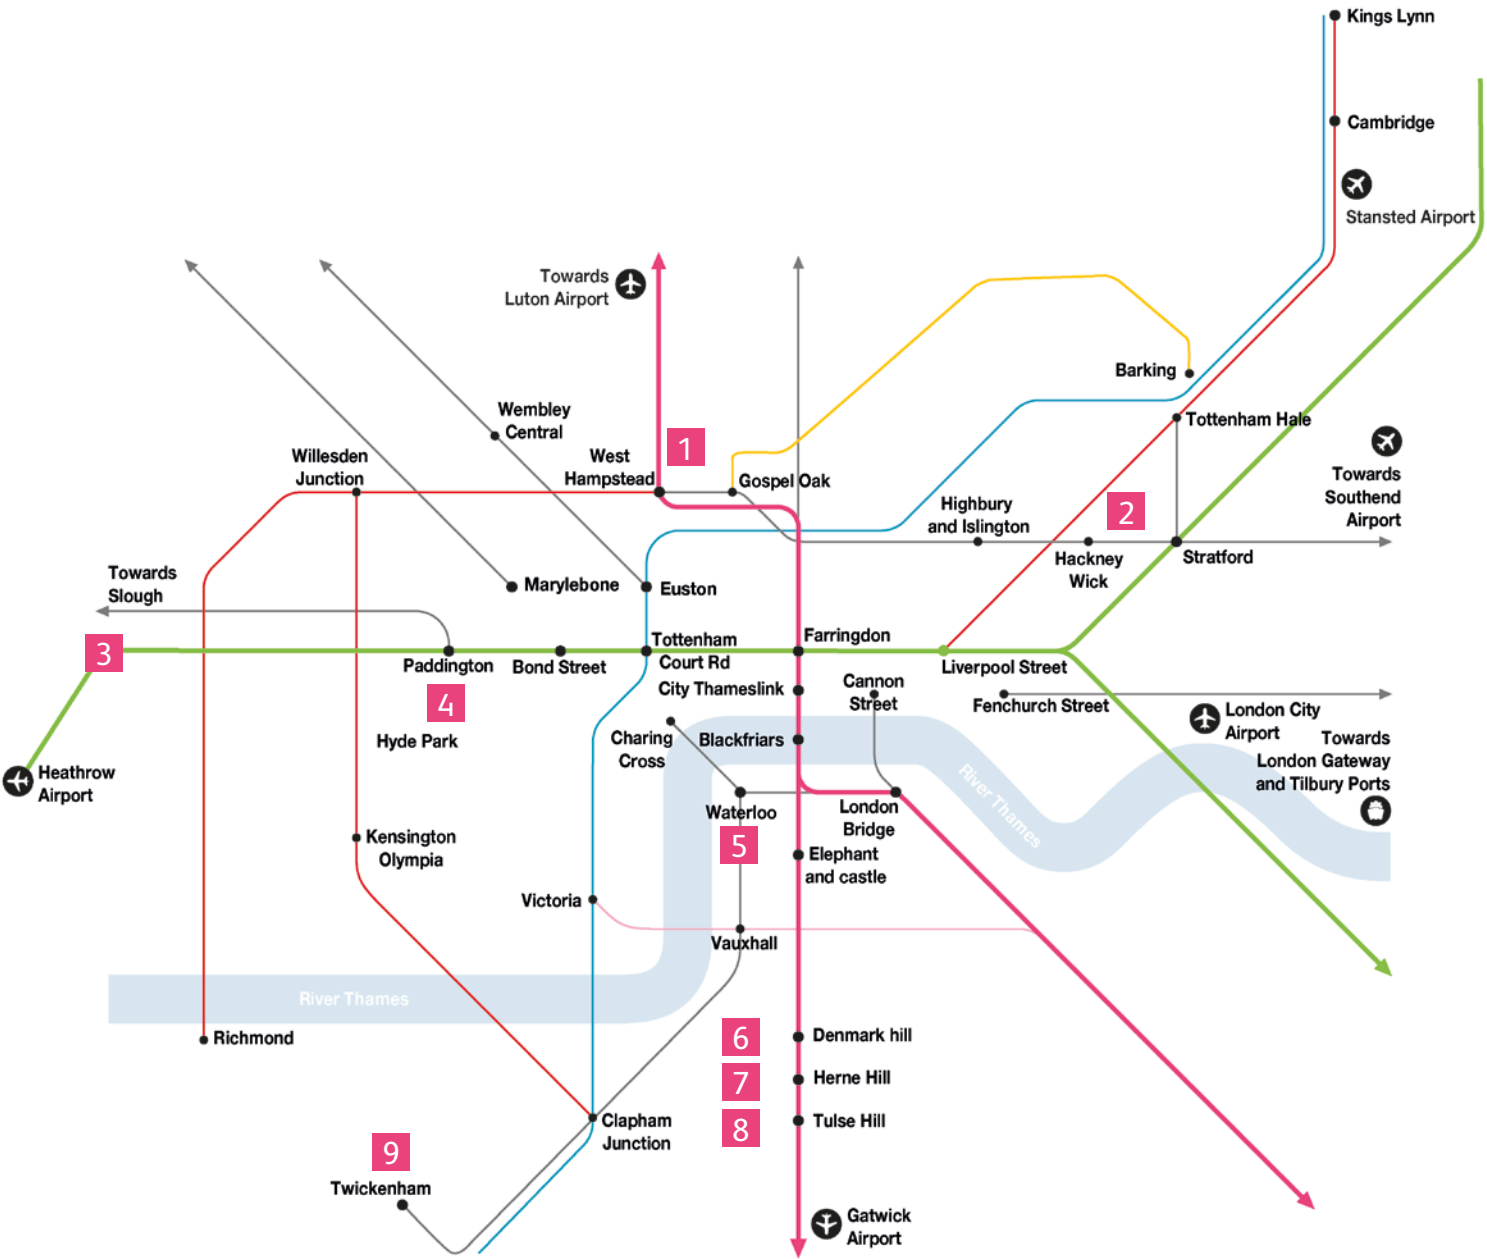 Kings Lynn
Cambridge
Stansted Airport
Towards
Luton Airport
Barking
Wembley
Central
Tottenham Hale
Willesden
Junction
West
Hampstead
1
Gospel Oak
Towards
Southend
Airport
Highbury
and Islington
2
Hackney
Wick
Stratford
Towards
Slough
Marylebone
Euston
3
Paddington
Bond Street
Tottenham
Court Rd
Farringdon
Liverpool Street
City Thameslink
Cannon
Street
Fenchurch Street
4
Hyde Park
Charing
Cross
Blackfriars
London City
Airport
Towards
London Gateway
and Tilbury Ports
Heathrow
Airport
River Thames
Waterloo
London
Bridge
5
Kensington
Olympia
Elephant
and castle
Victoria
Vauxhall
River Thames
Richmond
6
Denmark hill
7
Herne Hill
8
Tulse Hill
Clapham
Junction
9
Twickenham
Gatwick
Airport